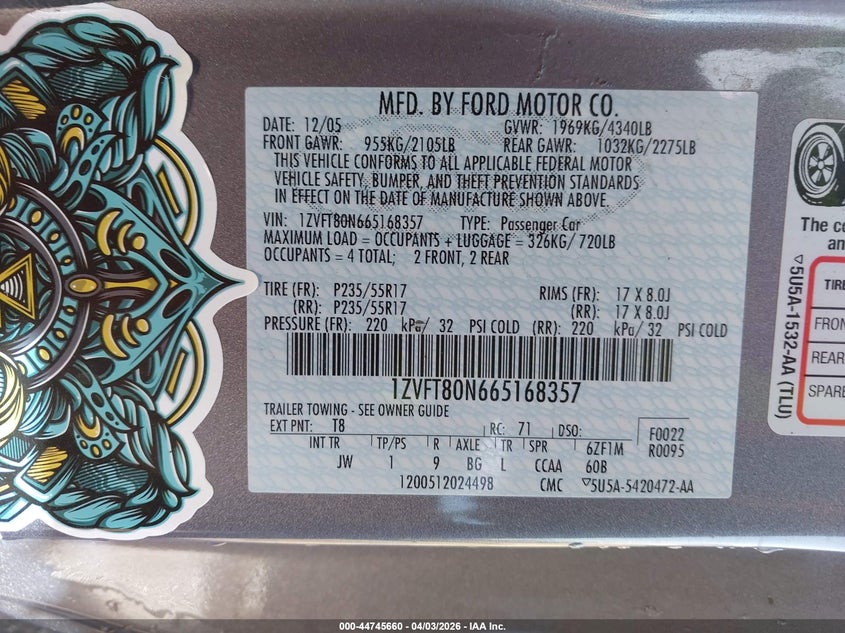 MFD. BY FORD MOTOR CO.
DATE: 12/05 GVWR: 1969KG/4340LB
FRONT GAWR: 955KG/2105LB REAR GAWR: 1032KG/2275LB
THIS VEHICLE CONFORMS TO ALL APPLICABLE FEDERAL MOTOR
VEHICLE SAFETY, BUMPER, AND THEFT PREVENTION STANDARDS
IN EFFECT ON THE DATE OF MANUFACTURE SHOWN ABOVE.
VIN: 1ZVFT80N665168357 TYPE: Passenger Car
MAXIMUM LOAD = OCCUPANTS + LUGGAGE = 326KG/ 720LB
OCCUPANTS = 4 TOTAL; 2 FRONT, 2 REAR
TIRE (FR): P235/55R17 RIMS (FR): 17 X 8.0J
(RR): P235/55R17 (RR): 17 X 8.0J
PRESSURE (FR): 220 kPa/ 32 PSI COLD (RR): 220 kPa/ 32 PSI COLD
1ZVFT80N665168357
TRAILER TOWING - SEE OWNER GUIDE
EXT PNT: T8 RC: 71 DSO: F0022
INT TR TP/PS R AXLE TR SPR 6ZF1M R0095
JW 1 9 BG L CCAA 60B
1200512024498 CMC ▽5U5A-5420472-AA
▽5U5A-1532-AA (TLU)
The co
an
TIRE
FRON
REAR
SPARE
000-44745660 - 04/03/2026 - IAA Inc.